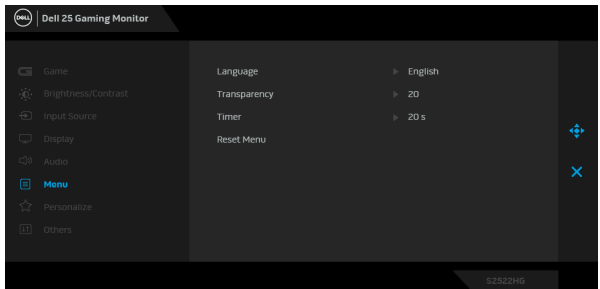 DELL Dell 25 Gaming Monitor
Game
Brightness/Contrast
Input Source
Display
Audio
Menu
Personalize
Others
Language English
Transparency 20
Timer 20 s
Reset Menu
S2522HG